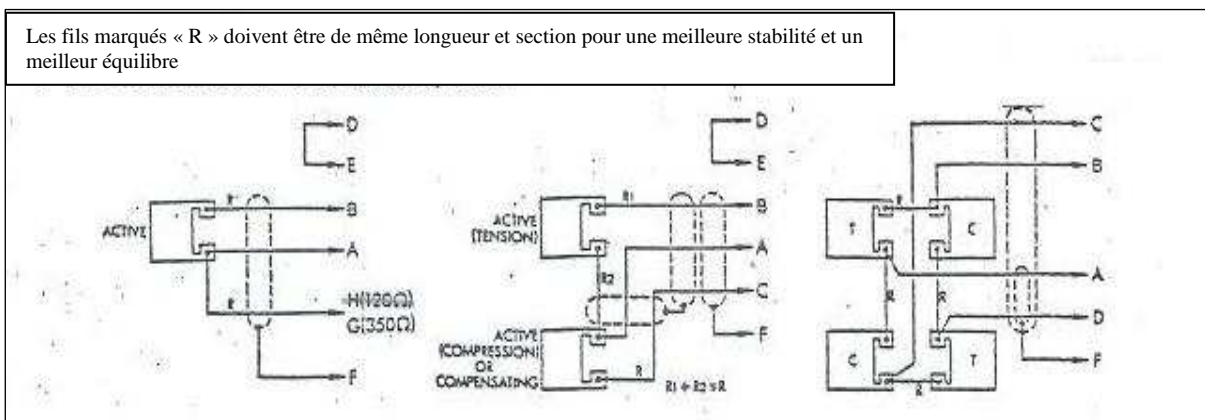 Les fils marqués « R » doivent être de même longueur et section pour une meilleure stabilité et un
meilleur équilibre
D
E
ACTIVE
R
B
A
R
H(120Ω)
G(350Ω)
F
D
E
ACTIVE
(TENSION)
R1
B
A
R2
C
ACTIVE
(COMPRESSION)
OR
COMPENSATING
R
F
R1 + R2 = R
C
B
T
R
C
A
R
R
D
C
T
R
F